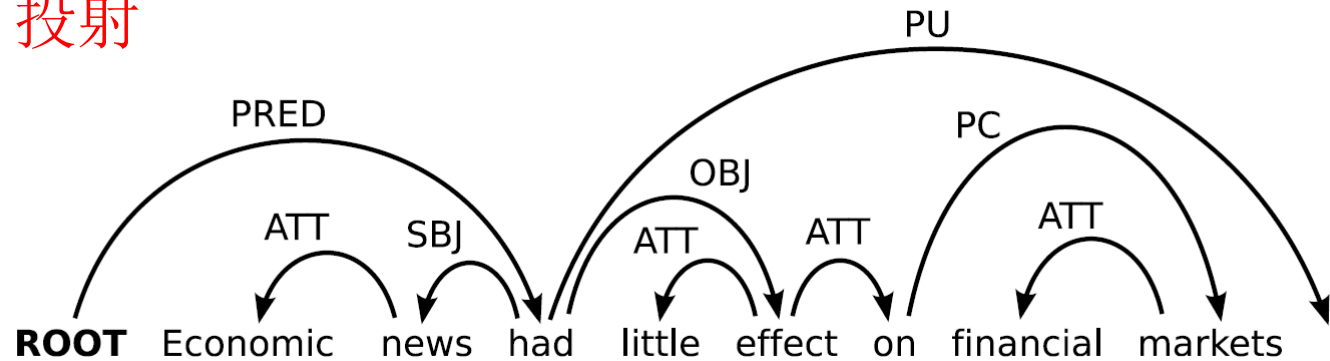 投射
PU
PRED
PC
OBJ
ATT
SBJ
ATT
ATT
ATT
ROOT Economic news had little effect on financial markets